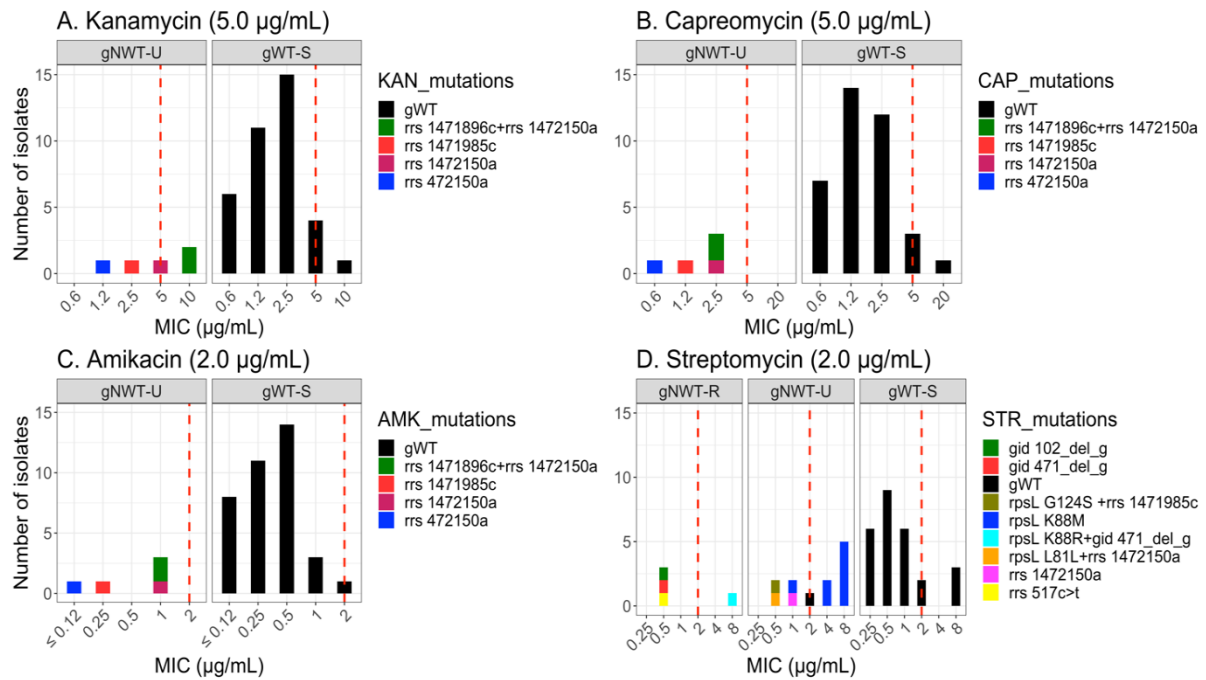 A. Kanamycin (5.0 µg/mL)
gNWT-U
gWT-S
Number of isolates
15
10
5
0
0.6
1.2
2.5
5
10
0.6
1.2
2.5
5
10
MIC (µg/mL)
KAN_mutations
gWT
rrs 1471896c+rrs 1472150a
rrs 1471985c
rrs 1472150a
rrs 472150a
B. Capreomycin (5.0 µg/mL)
gNWT-U
gWT-S
15
10
5
0
0.6
1.2
2.5
5
20
0.6
1.2
2.5
5
20
MIC (µg/mL)
CAP_mutations
gWT
rrs 1471896c+rrs 1472150a
rrs 1471985c
rrs 1472150a
rrs 472150a
C. Amikacin (2.0 µg/mL)
gNWT-U
gWT-S
Number of isolates
15
10
5
0
≤ 0.12
0.25
0.5
1
2
≤ 0.12
0.25
0.5
1
2
MIC (µg/mL)
AMK_mutations
gWT
rrs 1471896c+rrs 1472150a
rrs 1471985c
rrs 1472150a
rrs 472150a
D. Streptomycin (2.0 µg/mL)
gNWT-R
gNWT-U
gWT-S
15
10
5
0
0.25
0.5
1
2
4
8
0.25
0.5
1
2
4
8
0.25
0.5
1
2
4
8
MIC (µg/mL)
STR_mutations
gid 102_del_g
gid 471_del_g
gWT
rpsL G124S +rrs 1471985c
rpsL K88M
rpsL K88R+gid 471_del_g
rpsL L81L+rrs 1472150a
rrs 1472150a
rrs 517c>t